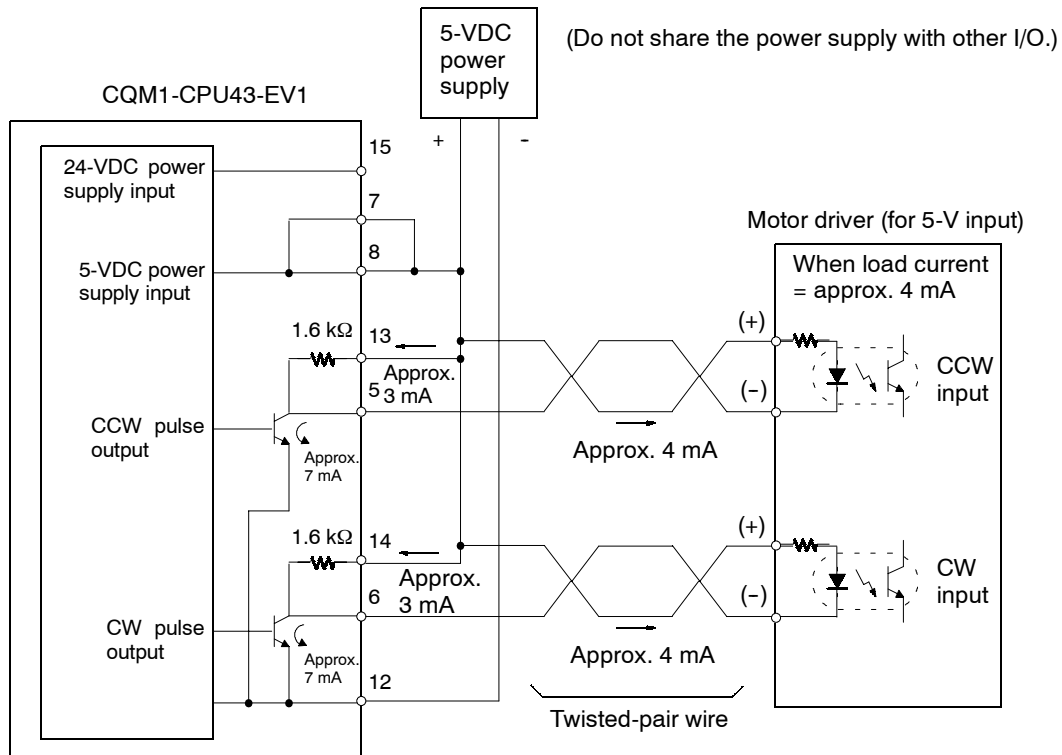 5-VDC
power
supply
(Do not share the power supply with other I/O.)
CQM1-CPU43-EV1
+
-
15
24-VDC power
supply input
7
8
5-VDC power
supply input
Motor driver (for 5-V input)
When load current
= approx. 4 mA
1.6 kΩ
13
Approx.
3 mA
5
(+)
(−)
CCW
input
CCW pulse
output
Approx.
7 mA
Approx. 4 mA
1.6 kΩ
14
Approx.
3 mA
6
(+)
(−)
CW
input
CW pulse
output
Approx.
7 mA
Approx. 4 mA
12
Twisted-pair wire